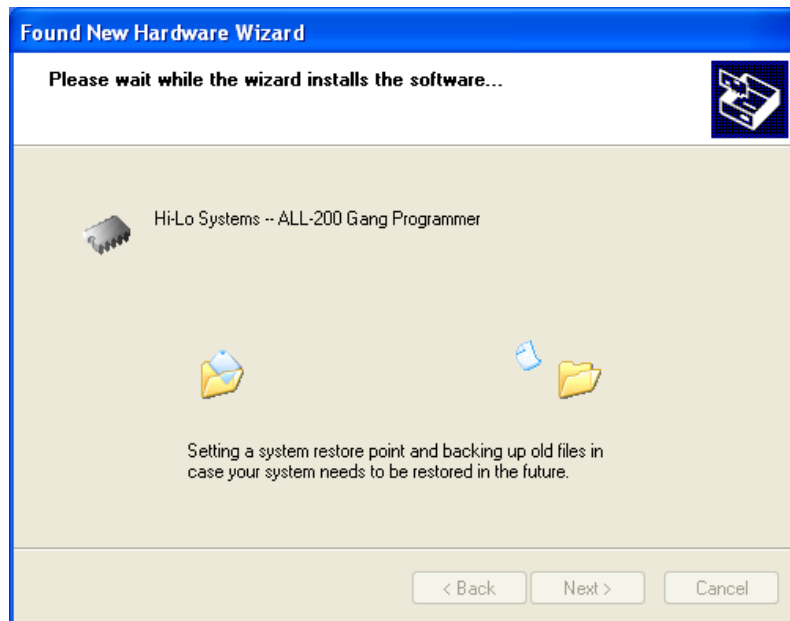 Found New Hardware Wizard
Please wait while the wizard installs the software...
Hi-Lo Systems -- ALL-200 Gang Programmer
Setting a system restore point and backing up old files in
case your system needs to be restored in the future.
< Back Next > Cancel